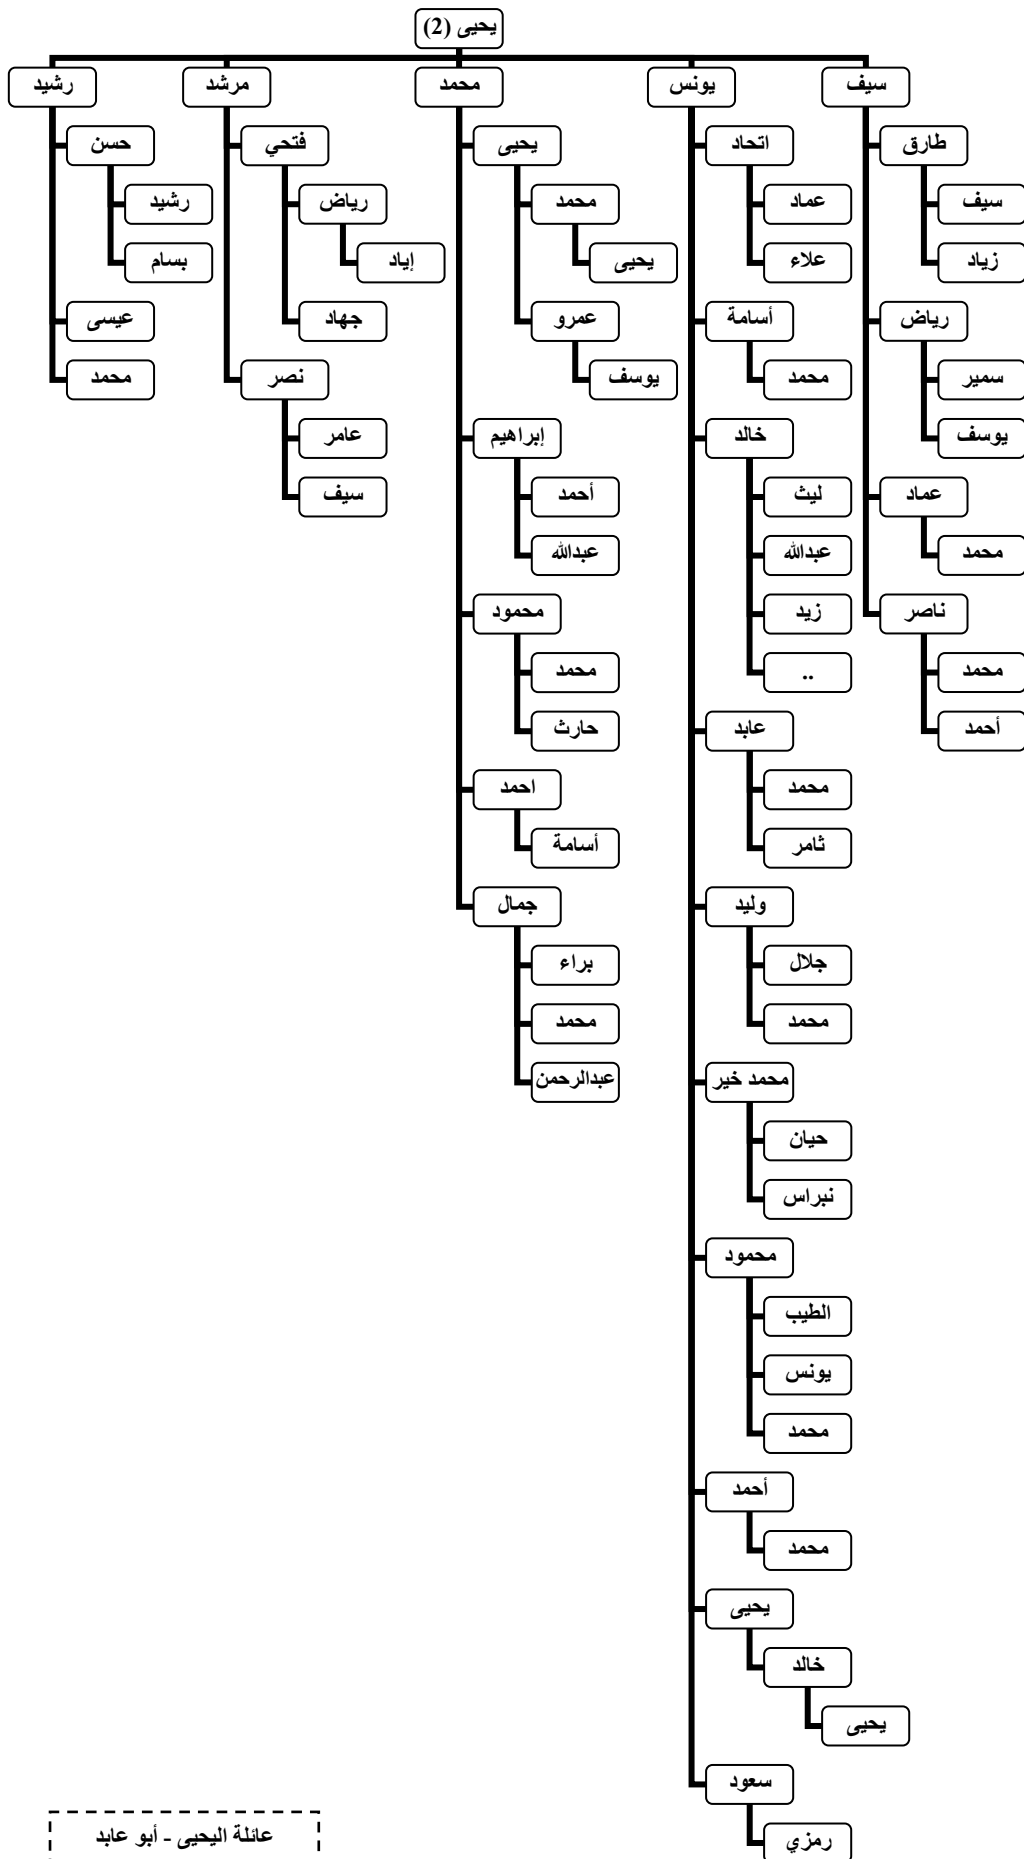 يحيى (2)
سيف
طارق
سيف
زياد
رياض
سمير
يوسف
عماد
محمد
ناصر
محمد
أحمد
يونس
اتحاد
عماد
علاء
أسامة
محمد
خالد
ليث
عبدالله
زيد
..
عابد
محمد
ثامر
وليد
جلال
محمد
محمد خير
حيان
نبراس
محمود
الطيب
يونس
محمد
أحمد
محمد
يحيى
خالد
يحيى
سعود
رمزي
محمد
يحيى
محمد
يحيى
عمرو
يوسف
إبراهيم
أحمد
عبدالله
محمود
محمد
حارث
احمد
أسامة
جمال
براء
محمد
عبدالرحمن
مرشد
فتحي
رياض
إياد
جهاد
نصر
عامر
سيف
رشيد
حسن
رشيد
بسام
عيسى
محمد
عائلة اليحيى - أبو عابد